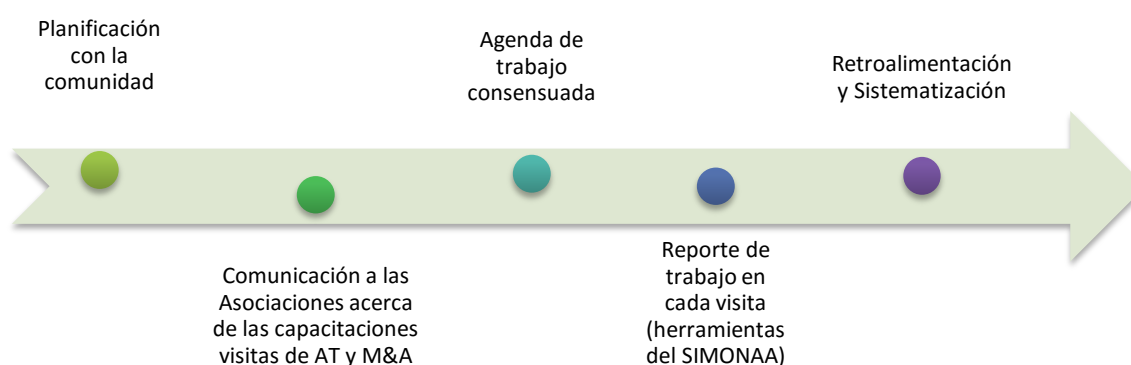 Planificación
con la
comunidad
Comunicación a las
Asociaciones acerca
de las capacitaciones
visitas de AT y M&A
Agenda de
trabajo
consensuada
Reporte de
trabajo en
cada visita
(herramientas
del SIMONAA)
Retroalimentación
y Sistematización